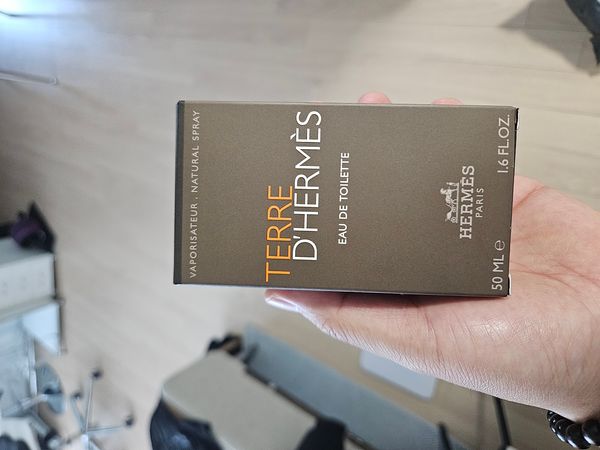 VAPORISATEUR . NATURAL SPRAY
TERRE
D'HERMÈS
EAU DE TOILETTE
HERMÈS
PARIS
50 ML ℮ 1.6 FL.OZ.